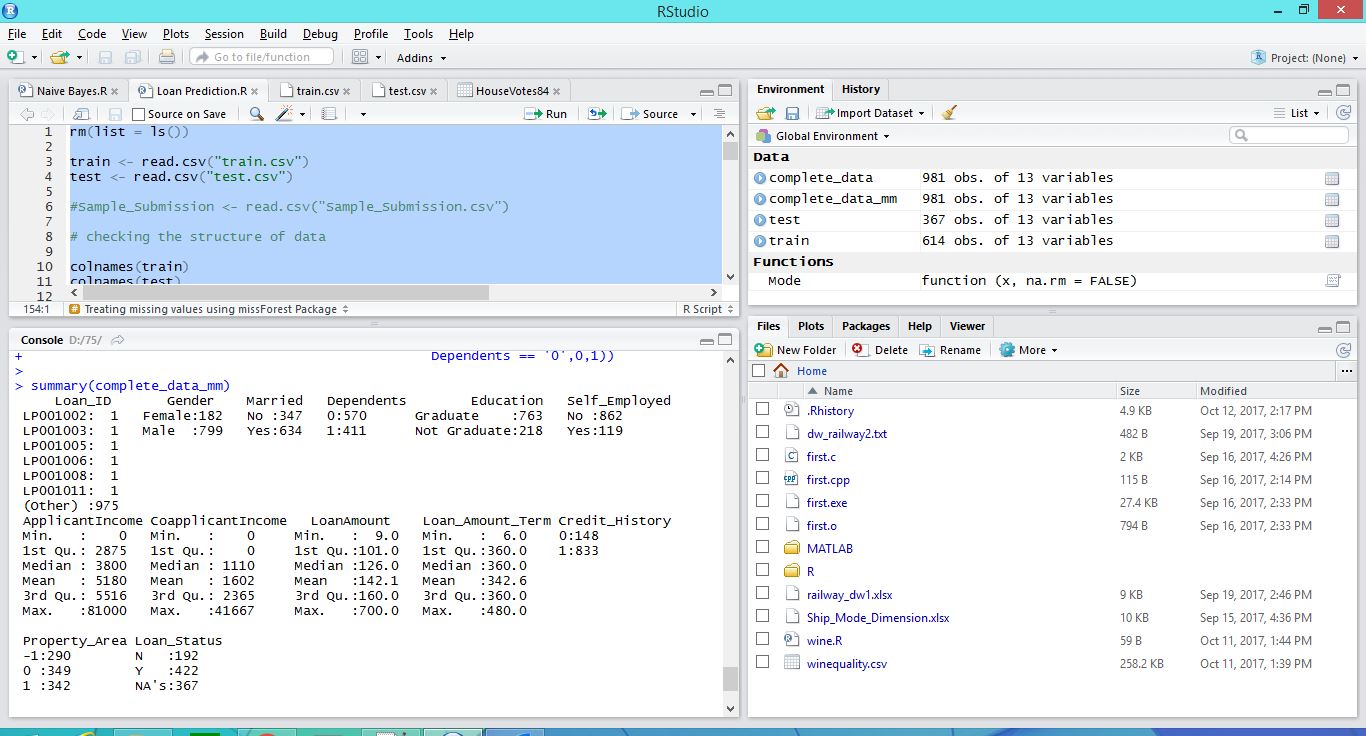 RStudio
File Edit Code View Plots Session Build Debug Profile Tools Help
Go to file/function Addins Project: (None)
Naive Bayes.R Loan Prediction.R train.csv test.csv HouseVotes84
Source on Save Run Source
1 rm(list = ls())
2
3 train <- read.csv("train.csv")
4 test <- read.csv("test.csv")
5
6 #Sample_Submission <- read.csv("Sample_Submission.csv")
7
8 # checking the structure of data
9
10 colnames(train)
11 colnames(test)
12
154:1 # Treating missing values using missForest Package R Script
Console D:/75/
+ Dependents == '0',0,1))
>
> summary(complete_data_mm)
Loan_ID Gender Married Dependents Education Self_Employed
LP001002: 1 Female:182 No :347 0:570 Graduate :763 No :862
LP001003: 1 Male :799 Yes:634 1:411 Not Graduate:218 Yes:119
LP001005: 1
LP001006: 1
LP001008: 1
LP001011: 1
(Other) :975
ApplicantIncome CoapplicantIncome LoanAmount Loan_Amount_Term Credit_History
Min. : 0 Min. : 0 Min. : 9.0 Min. : 6.0 0:148
1st Qu.: 2875 1st Qu.: 0 1st Qu.:101.0 1st Qu.:360.0 1:833
Median : 3800 Median : 1110 Median :126.0 Median :360.0
Mean : 5180 Mean : 1602 Mean :142.1 Mean :342.6
3rd Qu.: 5516 3rd Qu.: 2365 3rd Qu.:160.0 3rd Qu.:360.0
Max. :81000 Max. :41667 Max. :700.0 Max. :480.0
Property_Area Loan_Status
-1:290 N :192
0 :349 Y :422
1 :342 NA's:367
Environment History
Import Dataset List
Global Environment
Data
complete_data 981 obs. of 13 variables
complete_data_mm 981 obs. of 13 variables
test 367 obs. of 13 variables
train 614 obs. of 13 variables
Functions
Mode function (x, na.rm = FALSE)
Files Plots Packages Help Viewer
New Folder Delete Rename More
Home ...
Name Size Modified
.Rhistory 4.9 KB Oct 12, 2017, 2:17 PM
dw_railway2.txt 482 B Sep 19, 2017, 3:06 PM
first.c 2 KB Sep 16, 2017, 4:26 PM
first.cpp 115 B Sep 16, 2017, 2:14 PM
first.exe 27.4 KB Sep 16, 2017, 2:33 PM
first.o 794 B Sep 16, 2017, 2:33 PM
MATLAB
R
railway_dw1.xlsx 9 KB Sep 19, 2017, 2:46 PM
Ship_Mode_Dimension.xlsx 10 KB Sep 15, 2017, 4:36 PM
wine.R 59 B Oct 11, 2017, 1:44 PM
winequality.csv 258.2 KB Oct 11, 2017, 1:39 PM